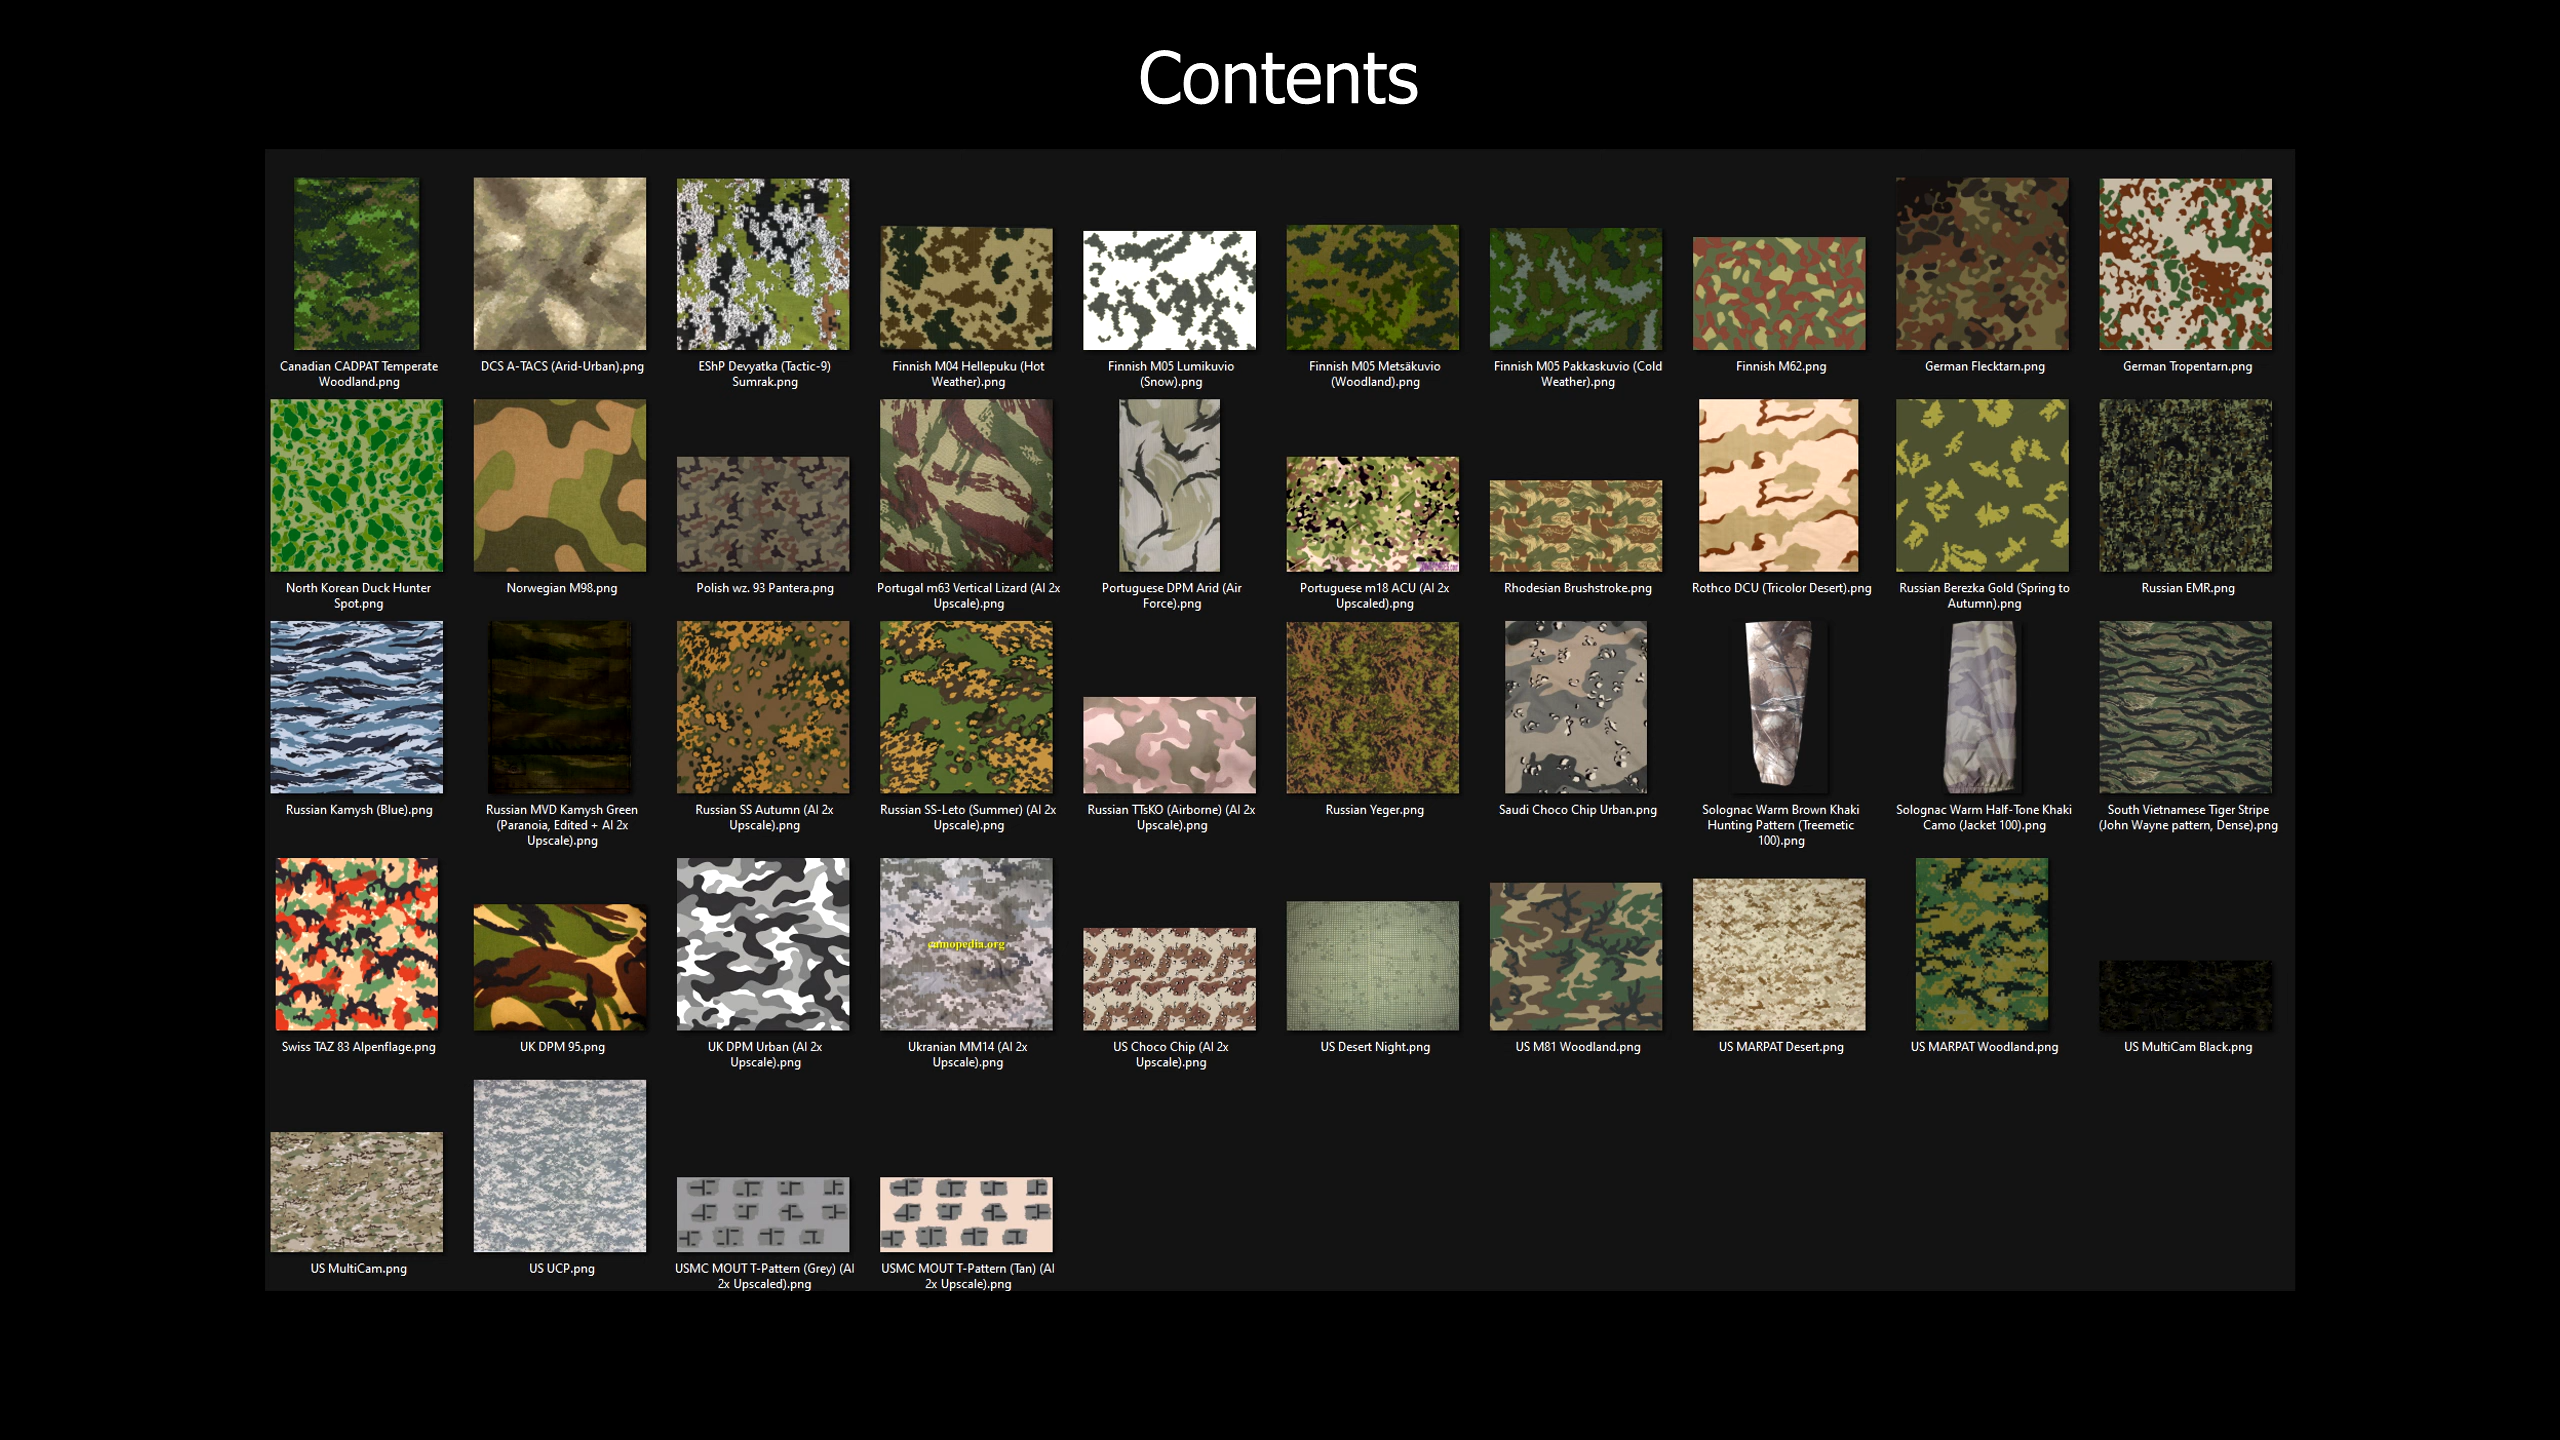 Contents
Canadian CADPAT Temperate
Woodland.png
DCS A-TACS (Arid-Urban).png
EShP Devyatka (Tactic-9)
Sumrak.png
Finnish M04 Hellepuku (Hot
Weather).png
Finnish M05 Lumikuvio
(Snow).png
Finnish M05 Metsäkuvio
(Woodland).png
Finnish M05 Pakkaskuvio (Cold
Weather).png
Finnish M62.png
German Flecktarn.png
German Tropentarn.png
North Korean Duck Hunter
Spot.png
Norwegian M98.png
Polish wz. 93 Pantera.png
Portugal m63 Vertical Lizard (AI 2x
Upscale).png
Portuguese DPM Arid (Air
Force).png
Portuguese m18 ACU (AI 2x
Upscaled).png
Rhodesian Brushstroke.png
Rothco DCU (Tricolor Desert).png
Russian Berezka Gold (Spring to
Autumn).png
Russian EMR.png
Russian Kamysh (Blue).png
Russian MVD Kamysh Green
(Paranoia, Edited + AI 2x
Upscale).png
Russian SS Autumn (AI 2x
Upscale).png
Russian SS-Leto (Summer) (AI 2x
Upscale).png
Russian TTsKO (Airborne) (AI 2x
Upscale).png
Russian Yeger.png
Saudi Choco Chip Urban.png
Solognac Warm Brown Khaki
Hunting Pattern (Treemetic
100).png
Solognac Warm Half-Tone Khaki
Camo (Jacket 100).png
South Vietnamese Tiger Stripe
(John Wayne pattern, Dense).png
Swiss TAZ 83 Alpenflage.png
UK DPM 95.png
UK DPM Urban (AI 2x
Upscale).png
camopedia.org
Ukranian MM14 (AI 2x
Upscale).png
US Choco Chip (AI 2x
Upscale).png
US Desert Night.png
US M81 Woodland.png
US MARPAT Desert.png
US MARPAT Woodland.png
US MultiCam Black.png
US MultiCam.png
US UCP.png
USMC MOUT T-Pattern (Grey) (AI
2x Upscaled).png
USMC MOUT T-Pattern (Tan) (AI
2x Upscale).png